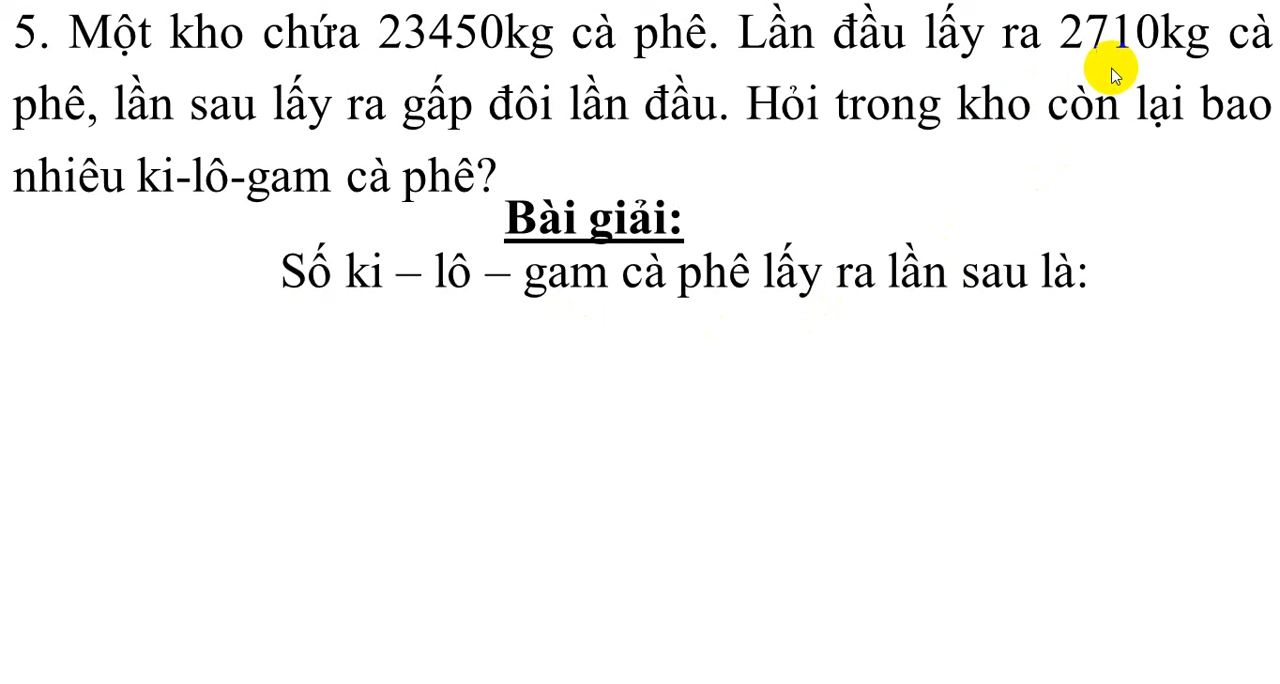 5. Một kho chứa 23450kg cà phê. Lần đầu lấy ra 2710kg cà
phê, lần sau lấy ra gấp đôi lần đầu. Hỏi trong kho còn lại bao
nhiêu ki-lô-gam cà phê?
Bài giải:
Số ki – lô – gam cà phê lấy ra lần sau là: